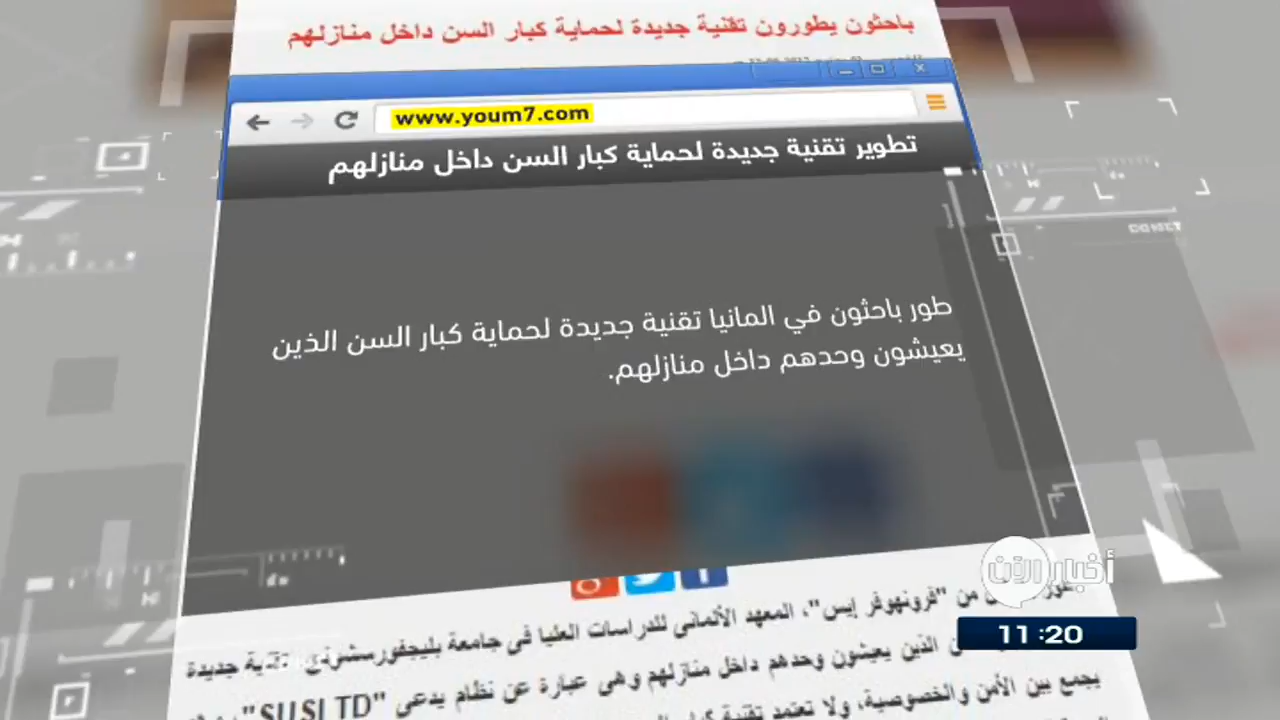 باحثون يطورون تقنية جديدة لحماية كبار السن داخل منازلهم
www.youm7.com
تطوير تقنية جديدة لحماية كبار السن داخل منازلهم
طور باحثون في المانيا تقنية جديدة لحماية كبار السن الذين
يعيشون وحدهم داخل منازلهم.
أخبار الآن
من "فرونهوفر إيس"، المعهد الألمانى للدراسات العليا فى جامعة
جديدة
11:20
الذين يعيشون وحدهم داخل منازلهم وهى عبارة عن نظام يدعى "SUSI TD"
يجمع بين الأمن والخصوصية، ولا تعتمد تقنية